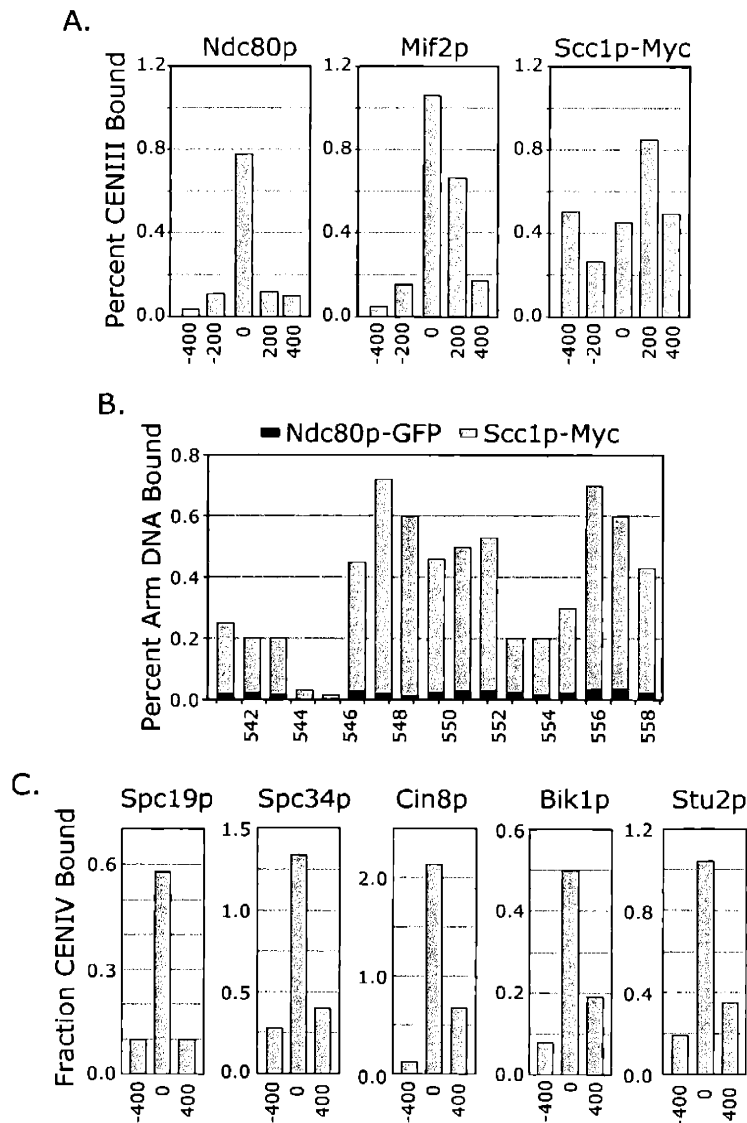 A.
Ndc80p Mif2p Scc1p-Myc
Percent CENIII Bound
1.2 1.2 1.2
0.8 0.8 0.8
0.4 0.4 0.4
0.0 0.0 0.0
-400 -200 0 200 400 -400 -200 0 200 400 -400 -200 0 200 400
B.
Ndc80p-GFP Scc1p-Myc
Percent Arm DNA Bound
0.8
0.6
0.4
0.2
0.0
542 544 546 548 550 552 554 556 558
C.
Spc19p Spc34p Cin8p Bik1p Stu2p
Fraction CENIV Bound
0.6 1.5 2.0 0.6 1.2
0.3 1.0 1.0 0.4 0.8
0.0 0.5 0.0 0.2 0.4
0.0 0.0 0.0
-400 0 400 -400 0 400 -400 0 400 -400 0 400 -400 0 400